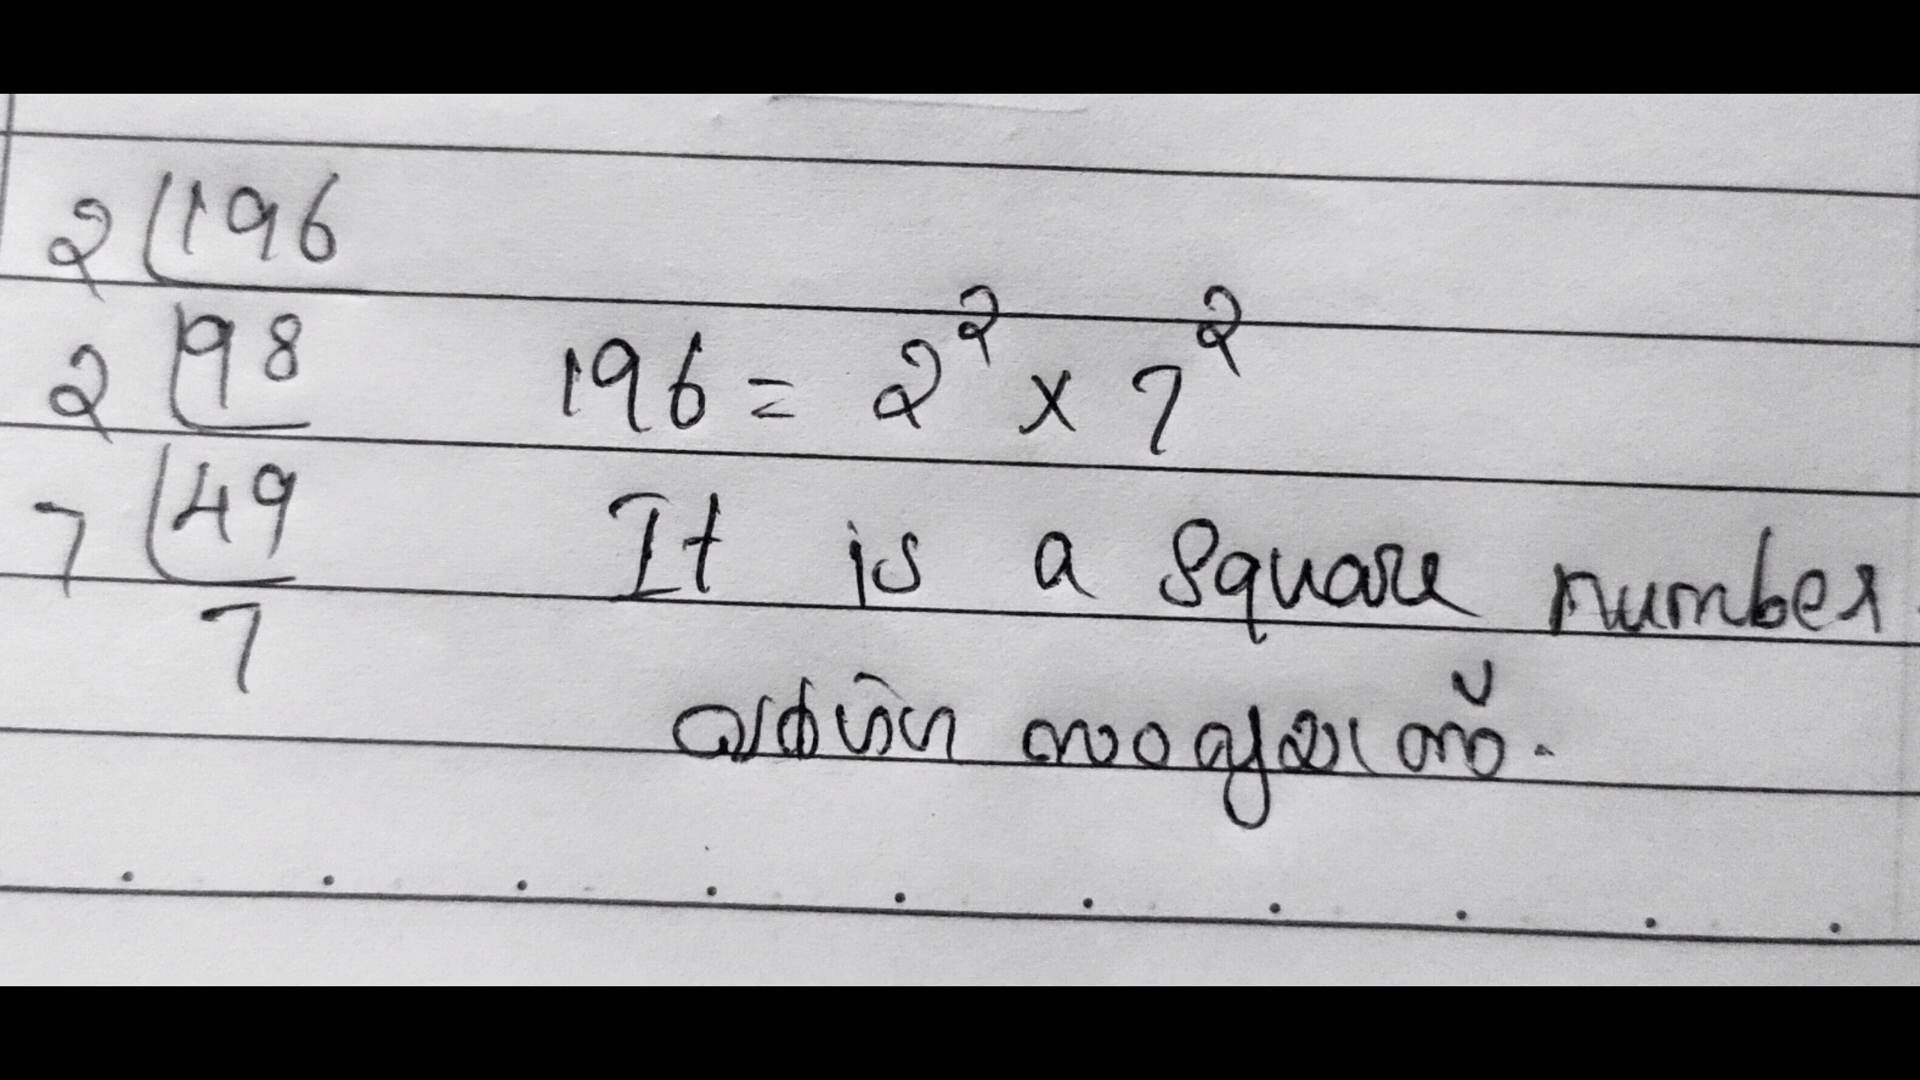 2 196
2 98
196 = 2² × 7²
7 49
It is a square number.
7
വർഗ്ഗ സംഖ്യയാണ്.